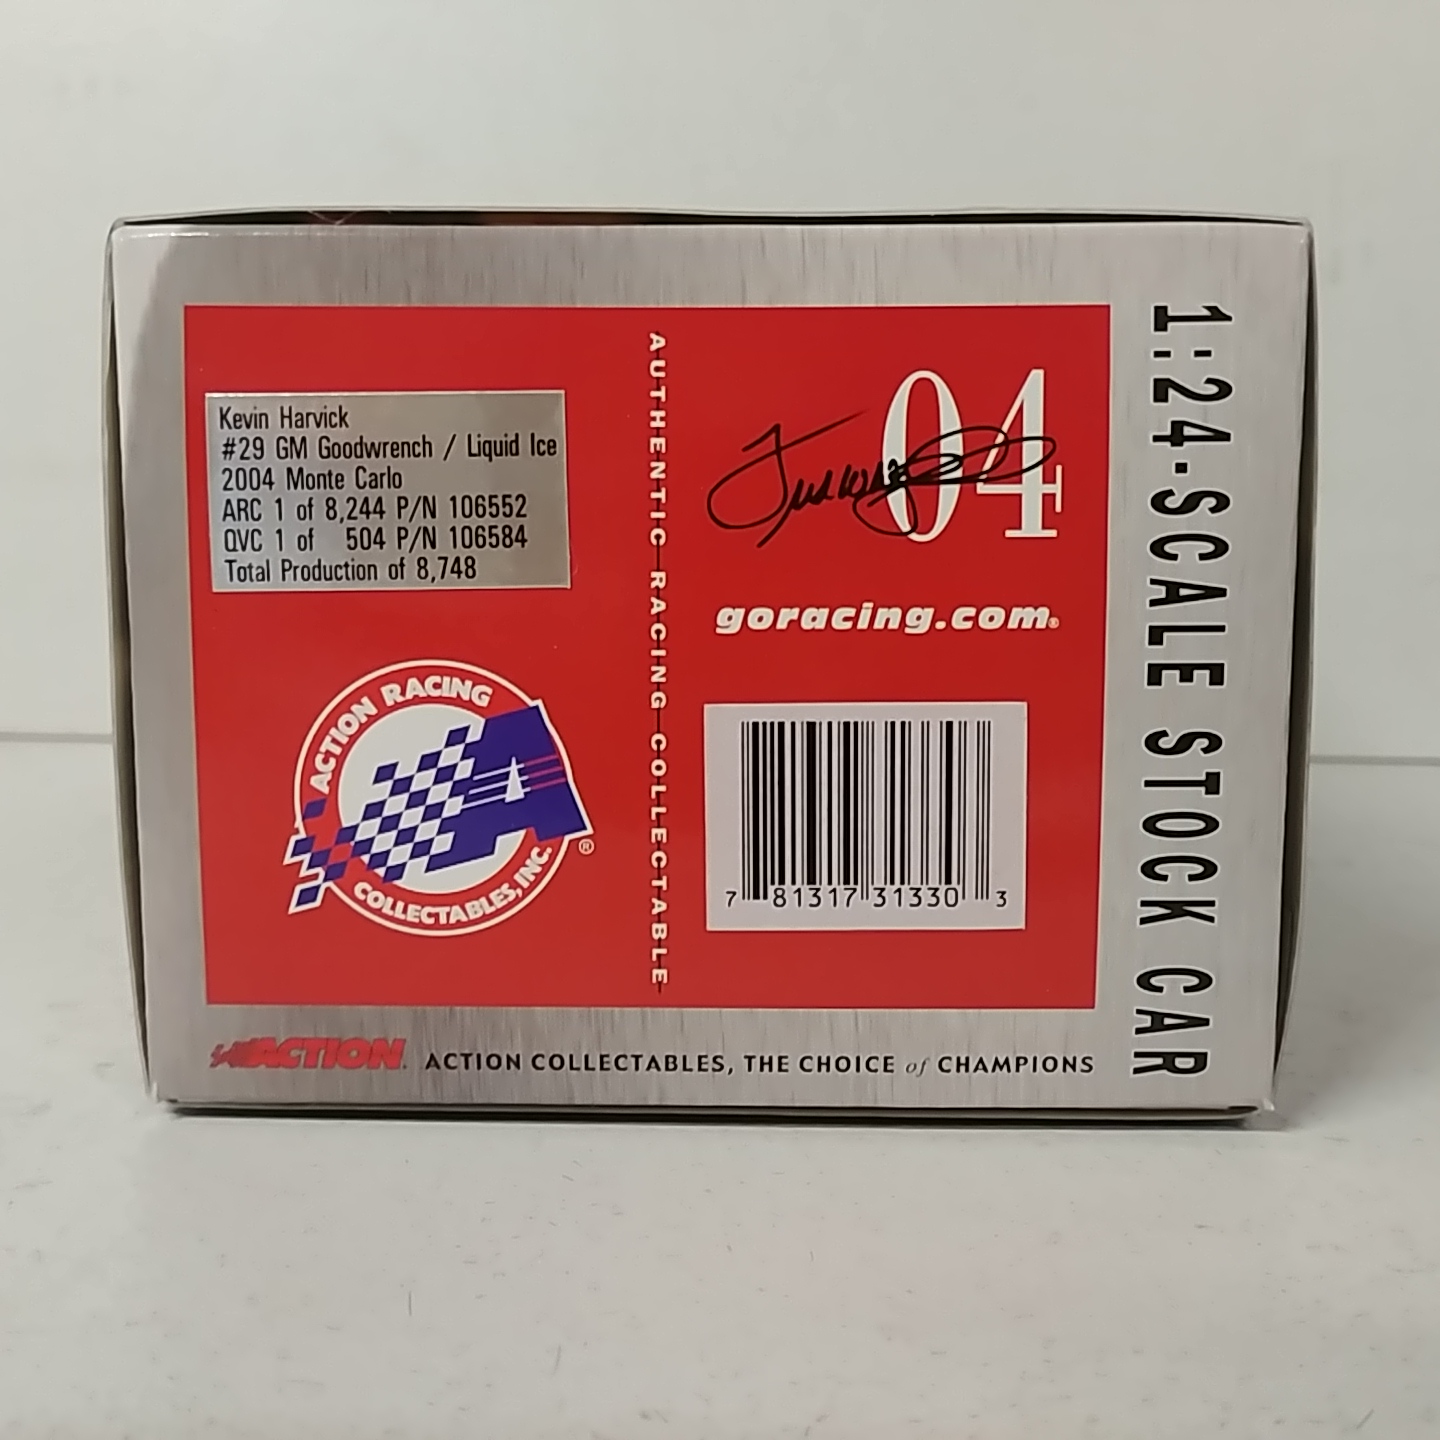 Kevin Harvick
#29 GM Goodwrench / Liquid Ice
2004 Monte Carlo
ARC 1 of 8,244 P/N 106552
QVC 1 of 504 P/N 106584
Total Production of 8,748
ACTION RACING
COLLECTABLES, INC.
®
AUTHENTIC RACING COLLECTABLE
04
goracing.com®
7 81317 31330 3
1:24-SCALE STOCK CAR
ACTION
ACTION COLLECTABLES, THE CHOICE of CHAMPIONS